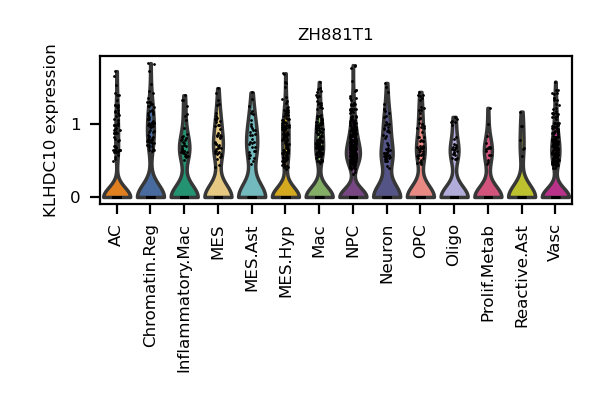 ZH881T1
KLHDC10 expression
1
0
AC
Chromatin.Reg
Inflammatory.Mac
MES
MES.Ast
MES.Hyp
Mac
NPC
Neuron
OPC
Oligo
Prolif.Metab
Reactive.Ast
Vasc